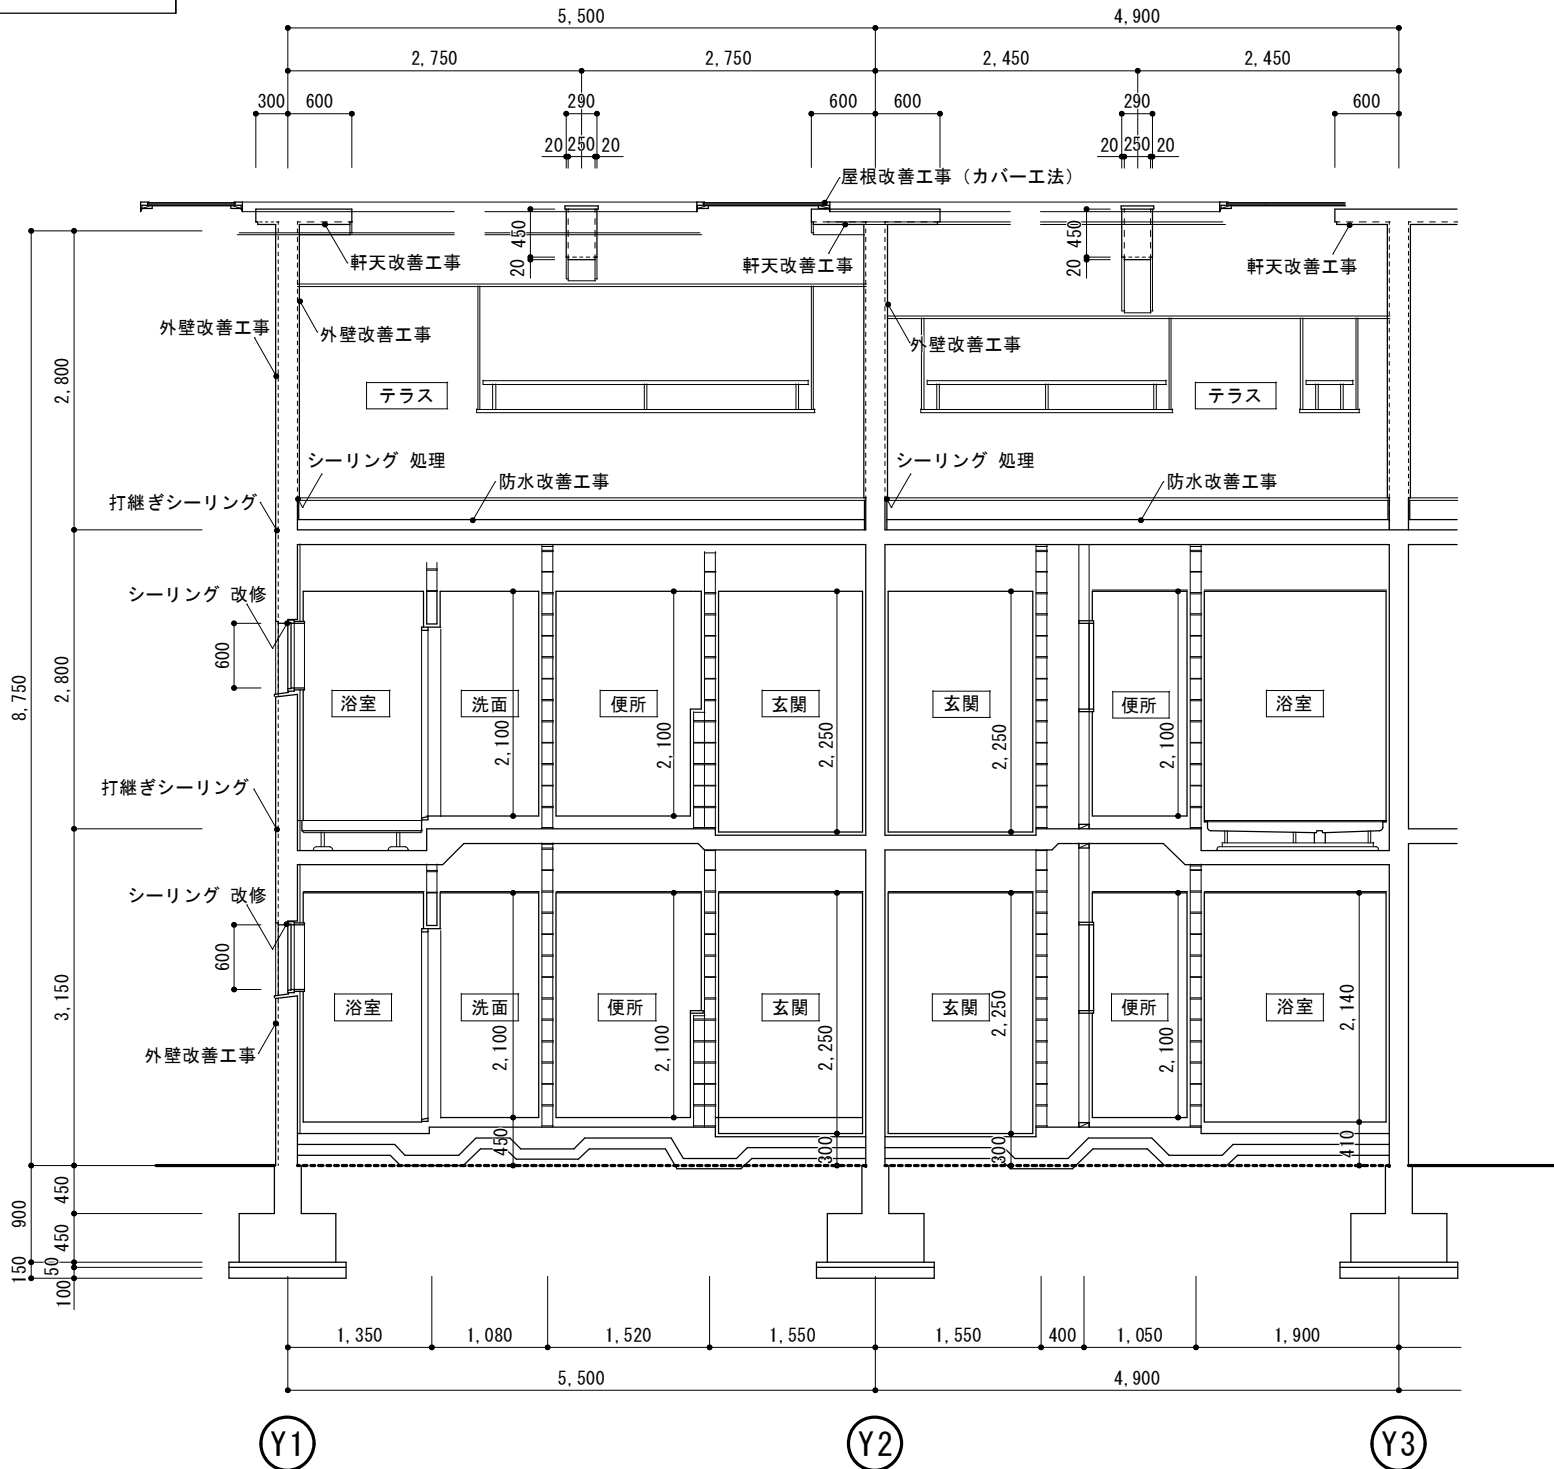 5,500 4,900
2,750 2,750 2,450 2,450
300 600 290 600 600 290 600
20 250 20 20 250 20
屋根改善工事（カバー工法）
450 450
20 20
軒天改善工事 軒天改善工事 軒天改善工事
外壁改善工事 外壁改善工事 外壁改善工事
2,800
テラス テラス
シーリング 処理 シーリング 処理
防水改善工事 防水改善工事
打継ぎシーリング
シーリング 改修
600
8,750
2,800
浴室 洗面 便所 玄関 玄関 便所 浴室
2,100 2,100 2,250 2,250 2,100
打継ぎシーリング
シーリング 改修
600
3,150
浴室 洗面 便所 玄関 玄関 便所 浴室
2,100 2,100 2,250 2,250 2,100 2,140
外壁改善工事
450 300 300 410
450
900
450
150 50
100
1,350 1,080 1,520 1,550 1,550 400 1,050 1,900
5,500 4,900
Y1 Y2 Y3